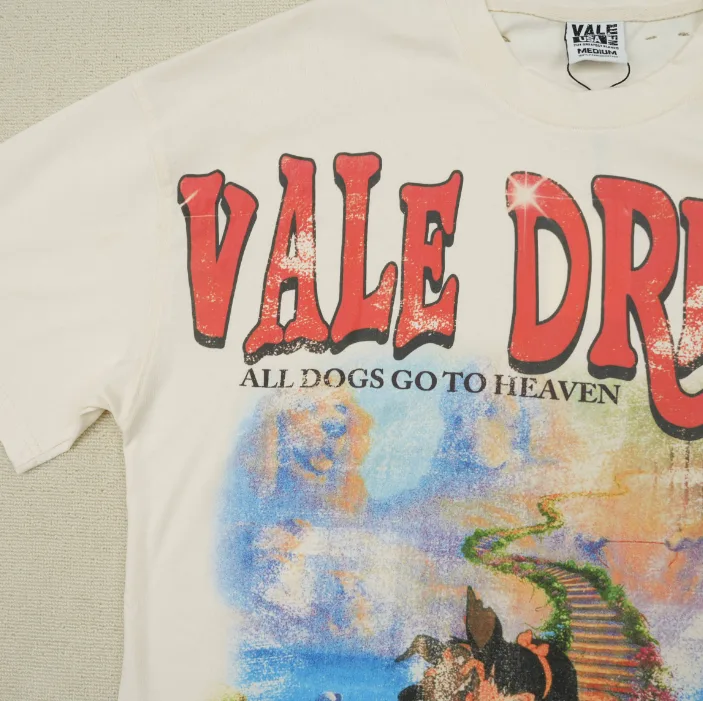 VALE
USA
MEDIUM
VALE DR
ALL DOGS GO TO HEAVEN